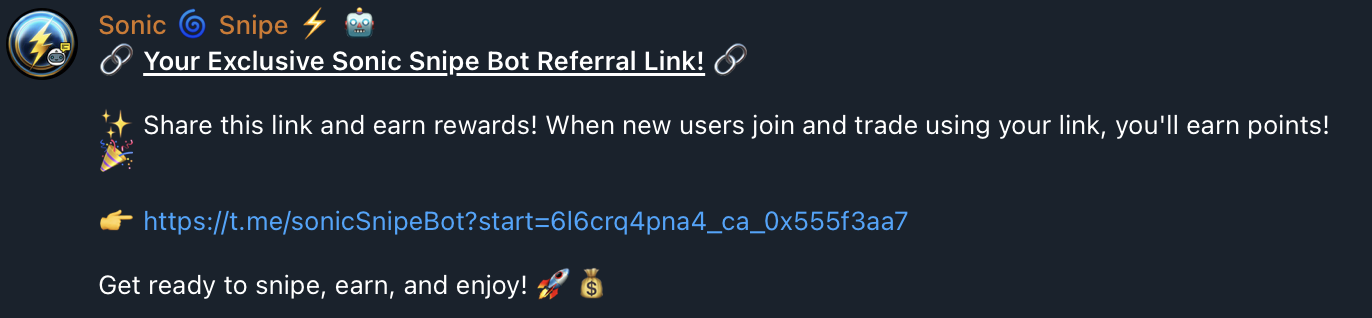 Sonic 🌀 Snipe ⚡ 🤖
🔗 Your Exclusive Sonic Snipe Bot Referral Link! 🔗
✨ Share this link and earn rewards! When new users join and trade using your link, you'll earn points!
🎉
👉 https://t.me/sonicSnipeBot?start=6l6crq4pna4_ca_0x555f3aa7
Get ready to snipe, earn, and enjoy! 🚀 💰